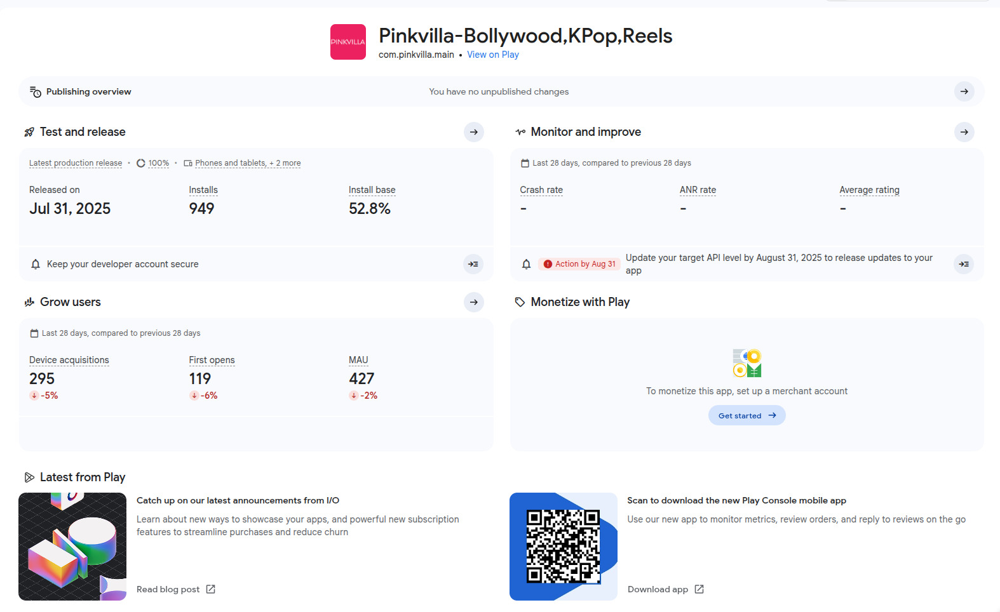 PINKVILLA
Pinkvilla-Bollywood,KPop,Reels
com.pinkvilla.main • View on Play
Publishing overview
You have no unpublished changes
Test and release
Latest production release • 100% • Phones and tablets, + 2 more
Released on
Jul 31, 2025
Installs
949
Install base
52.8%
Keep your developer account secure
Monitor and improve
Last 28 days, compared to previous 28 days
Crash rate
-
ANR rate
-
Average rating
-
Action by Aug 31
Update your target API level by August 31, 2025 to release updates to your
app
Grow users
Last 28 days, compared to previous 28 days
Device acquisitions
295
-5%
First opens
119
-6%
MAU
427
-2%
Monetize with Play
To monetize this app, set up a merchant account
Get started
Latest from Play
Catch up on our latest announcements from I/O
Learn about new ways to showcase your apps, and powerful new subscription
features to streamline purchases and reduce churn
Read blog post
Scan to download the new Play Console mobile app
Use our new app to monitor metrics, review orders, and reply to reviews on the go
Download app